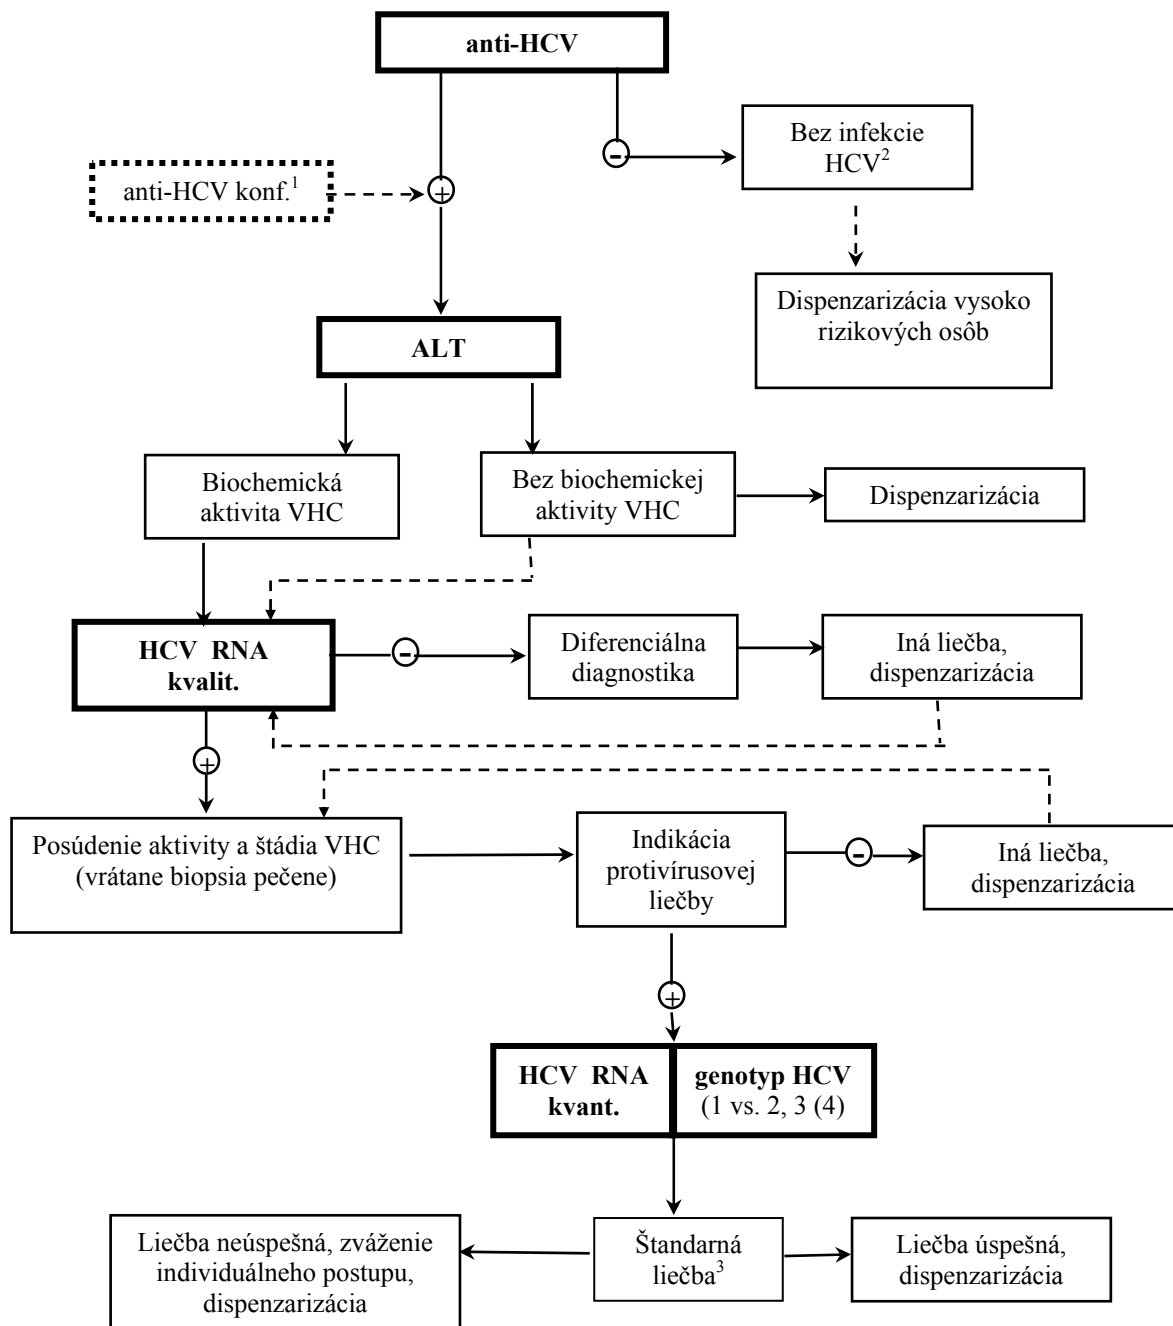 anti-HCV
-
Bez infekcie
HCV²
anti-HCV konf.¹
+
Dispenzarizácia vysoko
rizikových osôb
ALT
Biochemická
aktivita VHC
Bez biochemickej
aktivity VHC
Dispenzarizácia
HCV RNA
kvalit.
-
Diferenciálna
diagnostika
Iná liečba,
dispenzarizácia
+
Posúdenie aktivity a štádia VHC
(vrátane biopsia pečene)
Indikácia
protivírusovej
liečby
-
Iná liečba,
dispenzarizácia
+
HCV RNA
kvant.
genotyp HCV
(1 vs. 2, 3 (4)
Liečba neúspešná, zváženie
individuálneho postupu,
dispenzarizácia
Štandarná
liečba³
Liečba úspešná,
dispenzarizácia